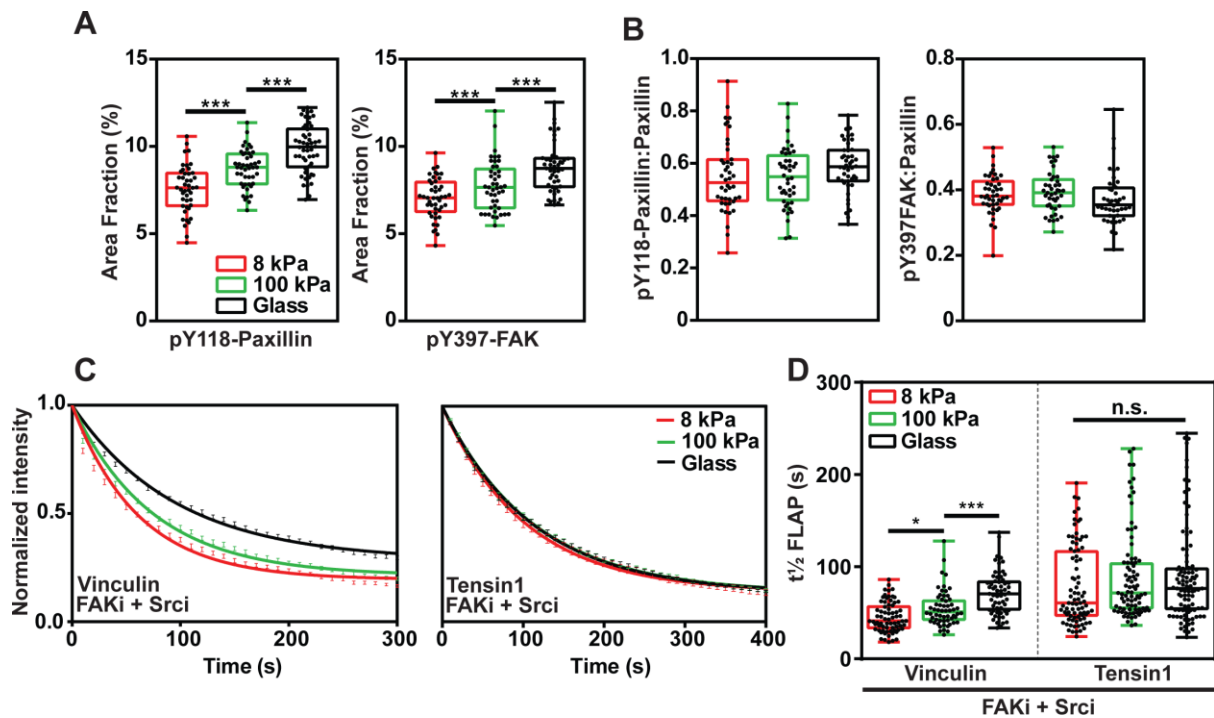 A
B
15
10
5
0
Area Fraction (%)
***
***
8 kPa
100 kPa
Glass
pY118-Paxillin
15
10
5
0
Area Fraction (%)
***
***
pY397-FAK
1.0
0.8
0.6
0.4
0.2
0
pY118-Paxillin:Paxillin
0.8
0.6
0.4
0.2
0
pY397FAK:Paxillin
C
Normalized intensity
1.0
0.5
0
0
100
200
300
Vinculin
FAKi + Srci
Time (s)
8 kPa
100 kPa
Glass
Tensin1
FAKi + Srci
0
100
200
300
400
Time (s)
D
300
200
100
0
t½ FLAP (s)
8 kPa
100 kPa
Glass
*
***
n.s.
Vinculin
Tensin1
FAKi + Srci